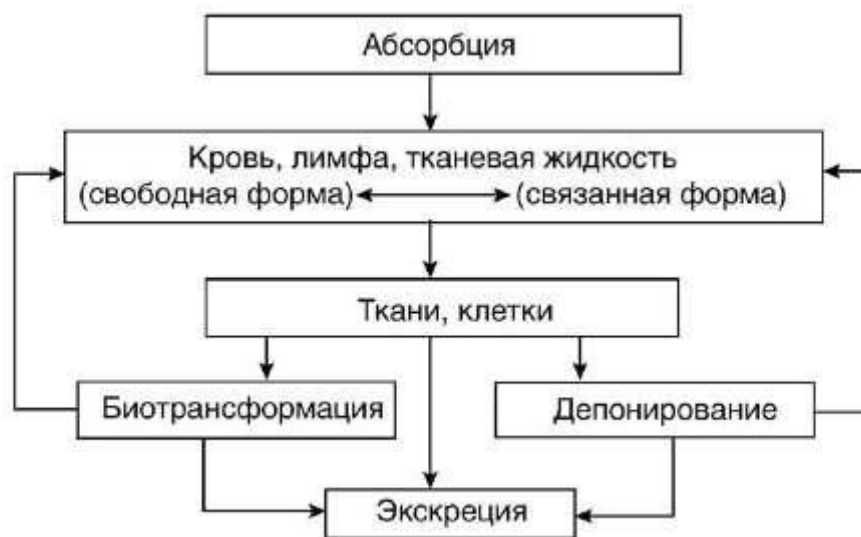 Абсорбция
Кровь, лимфа, тканевая жидкость
(свободная форма) (связанная форма)
Ткани, клетки
Биотрансформация
Депонирование
Экскреция